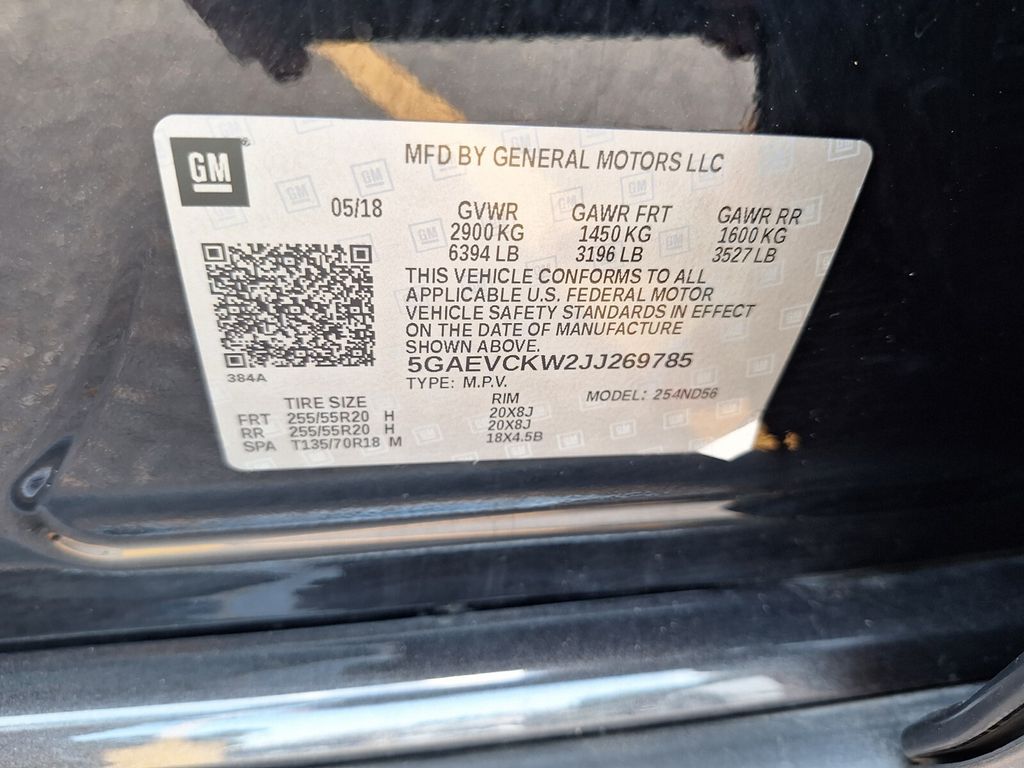 GM
MFD BY GENERAL MOTORS LLC
05/18 GVWR GAWR FRT GAWR RR
2900 KG 1450 KG 1600 KG
6394 LB 3196 LB 3527 LB
THIS VEHICLE CONFORMS TO ALL
APPLICABLE U.S. FEDERAL MOTOR
VEHICLE SAFETY STANDARDS IN EFFECT
ON THE DATE OF MANUFACTURE
SHOWN ABOVE.
5GAEVCKW2JJ269785
384A
TYPE: M.P.V. MODEL: 254ND56
TIRE SIZE RIM
FRT 255/55R20 H 20X8J
RR 255/55R20 H 20X8J
SPA T135/70R18 M 18X4.5B